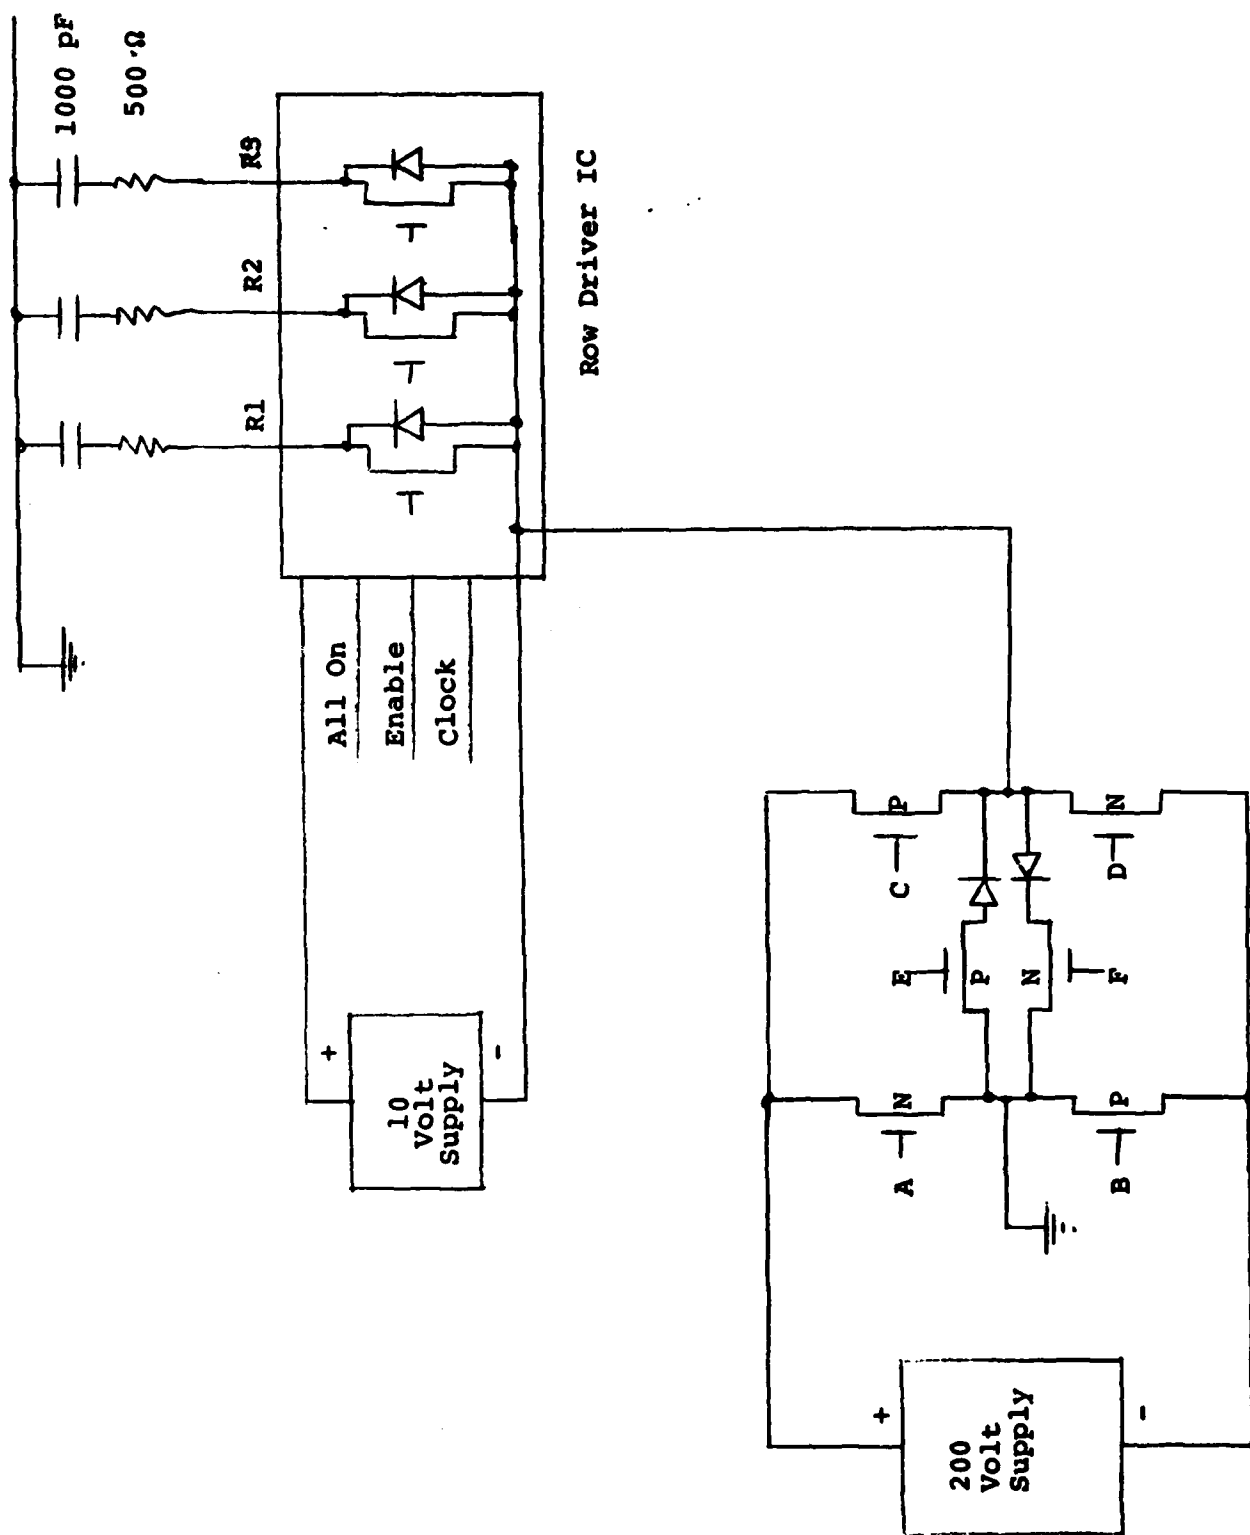 1000 pF
500 Ω
R1
R2
R3
All On
Enable
Clock
Row Driver IC
+
10
Volt
Supply
-
C
P
D
N
E
P
N
F
A
N
B
P
+
200
Volt
Supply
-